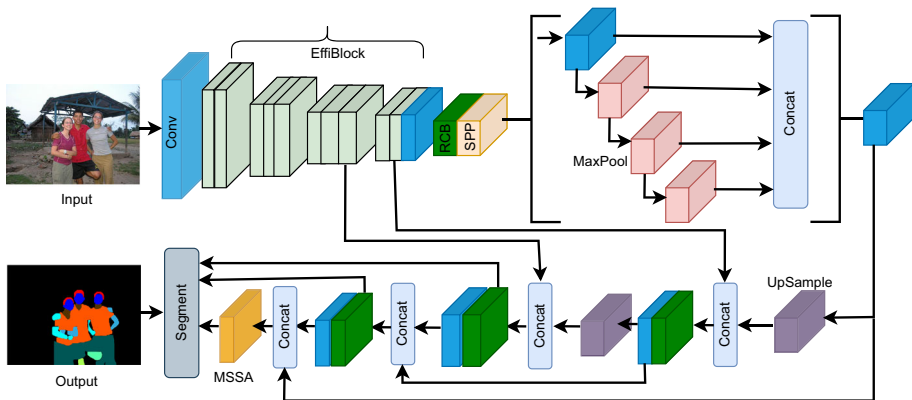 EffiBlock
Input
Conv
RCB
SPP
MaxPool
Concat
Output
Segment
MSSA
Concat
Concat
Concat
Concat
UpSample